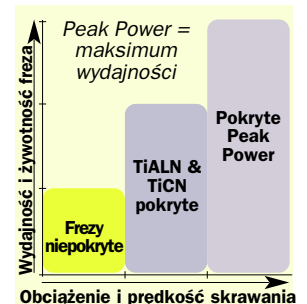 Peak Power =
maksimum
wydajności
Wydajność i żywotność freza
Pokryte
Peak
Power
TiALN &
TiCN
pokryte
Frezy
niepokryte
Obciążenie i prędkość skrawania